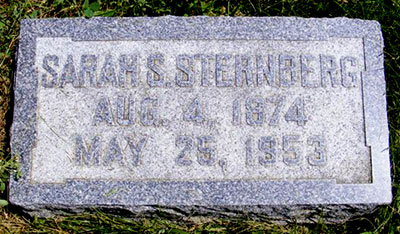 SARAH S. STERNBERG
AUG. 4, 1874
MAY 25, 1953